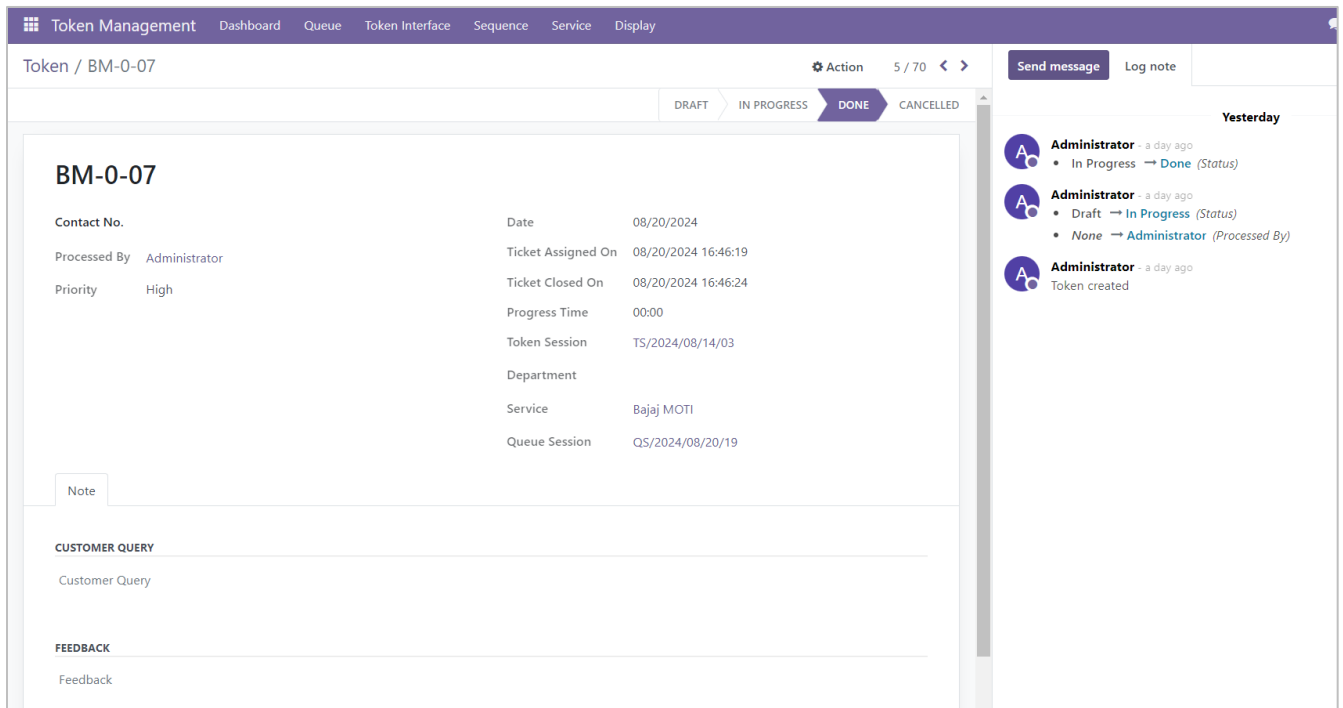 Token Management Dashboard Queue Token Interface Sequence Service Display
Token / BM-0-07
Action 5 / 70
Send message Log note
DRAFT IN PROGRESS DONE CANCELLED
BM-0-07
Contact No.
Processed By Administrator
Priority High
Date 08/20/2024
Ticket Assigned On 08/20/2024 16:46:19
Ticket Closed On 08/20/2024 16:46:24
Progress Time 00:00
Token Session TS/2024/08/14/03
Department
Service Bajaj MOTI
Queue Session QS/2024/08/20/19
Note
CUSTOMER QUERY
Customer Query
FEEDBACK
Feedback
Yesterday
A
Administrator - a day ago
• In Progress → Done (Status)
A
Administrator - a day ago
• Draft → In Progress (Status)
• None → Administrator (Processed By)
A
Administrator - a day ago
Token created